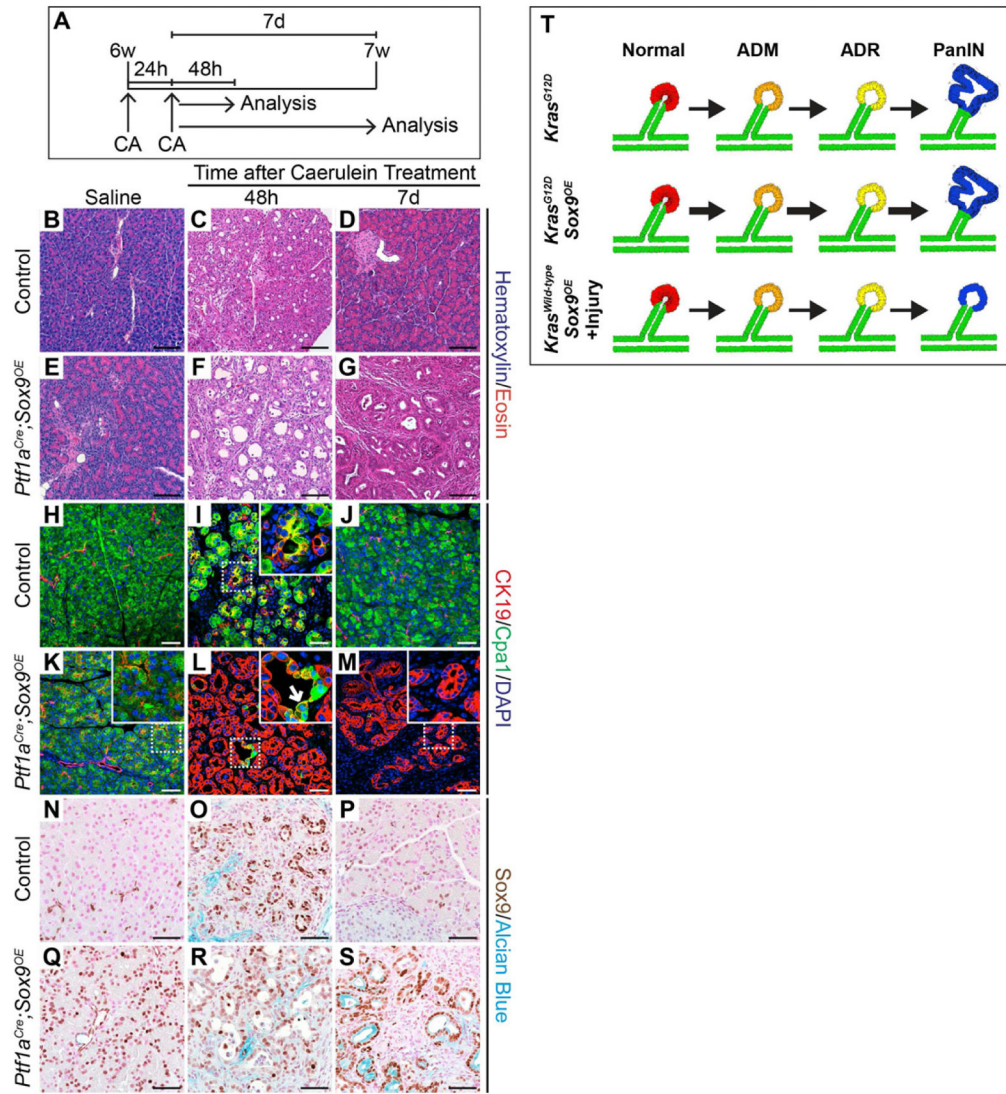 A
7d
6w
7w
24h
48h
Analysis
Analysis
CA
CA
Time after Caerulein Treatment
Saline
48h
7d
B
C
D
Control
Hematoxylin/Eosin
E
F
G
Ptf1aCre;Sox9OE
H
I
J
Control
CK19/Cpa1/DAPI
K
L
M
Ptf1aCre;Sox9OE
N
O
P
Control
Sox9/Alcian Blue
Q
R
S
Ptf1aCre;Sox9OE
T
Normal
ADM
ADR
PanIN
KrasG12D
KrasG12D
Sox9OE
KrasWild-type
Sox9OE
+Injury